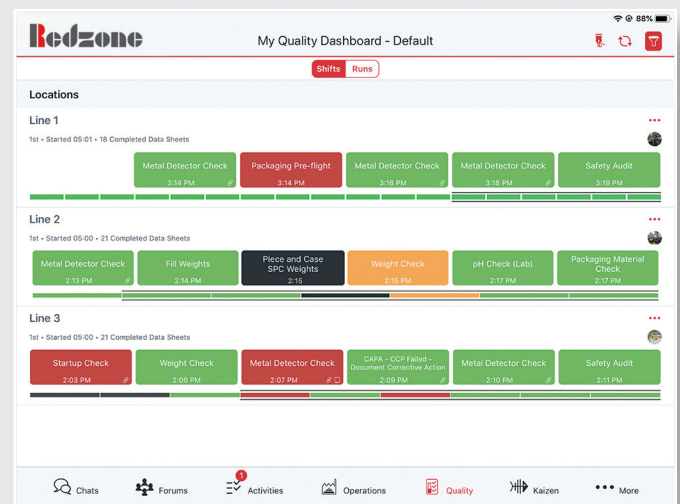 88%
Redzone
My Quality Dashboard - Default
Shifts Runs
Locations
Line 1
1st • Started 05:01 • 18 Completed Data Sheets
Metal Detector Check
3:14 PM
Packaging Pre-flight
3:14 PM
Metal Detector Check
3:18 PM
Metal Detector Check
3:18 PM
Safety Audit
3:19 PM
Line 2
1st • Started 05:00 • 21 Completed Data Sheets
Metal Detector Check
2:13 PM
Fill Weights
2:14 PM
Piece and Case
SPC Weights
2:15
Weight Check
2:15 PM
pH Check (Lab)
2:17 PM
Packaging Material
Check
2:17 PM
Line 3
1st • Started 05:00 • 21 Completed Data Sheets
Startup Check
2:03 PM
Weight Check
2:06 PM
Metal Detector Check
2:07 PM
CAPA - CCP Failed -
Document Corrective Action
2:09 PM
Metal Detector Check
2:10 PM
Safety Audit
2:11 PM
Chats
Forums
1
Activities
Operations
Quality
Kaizen
More